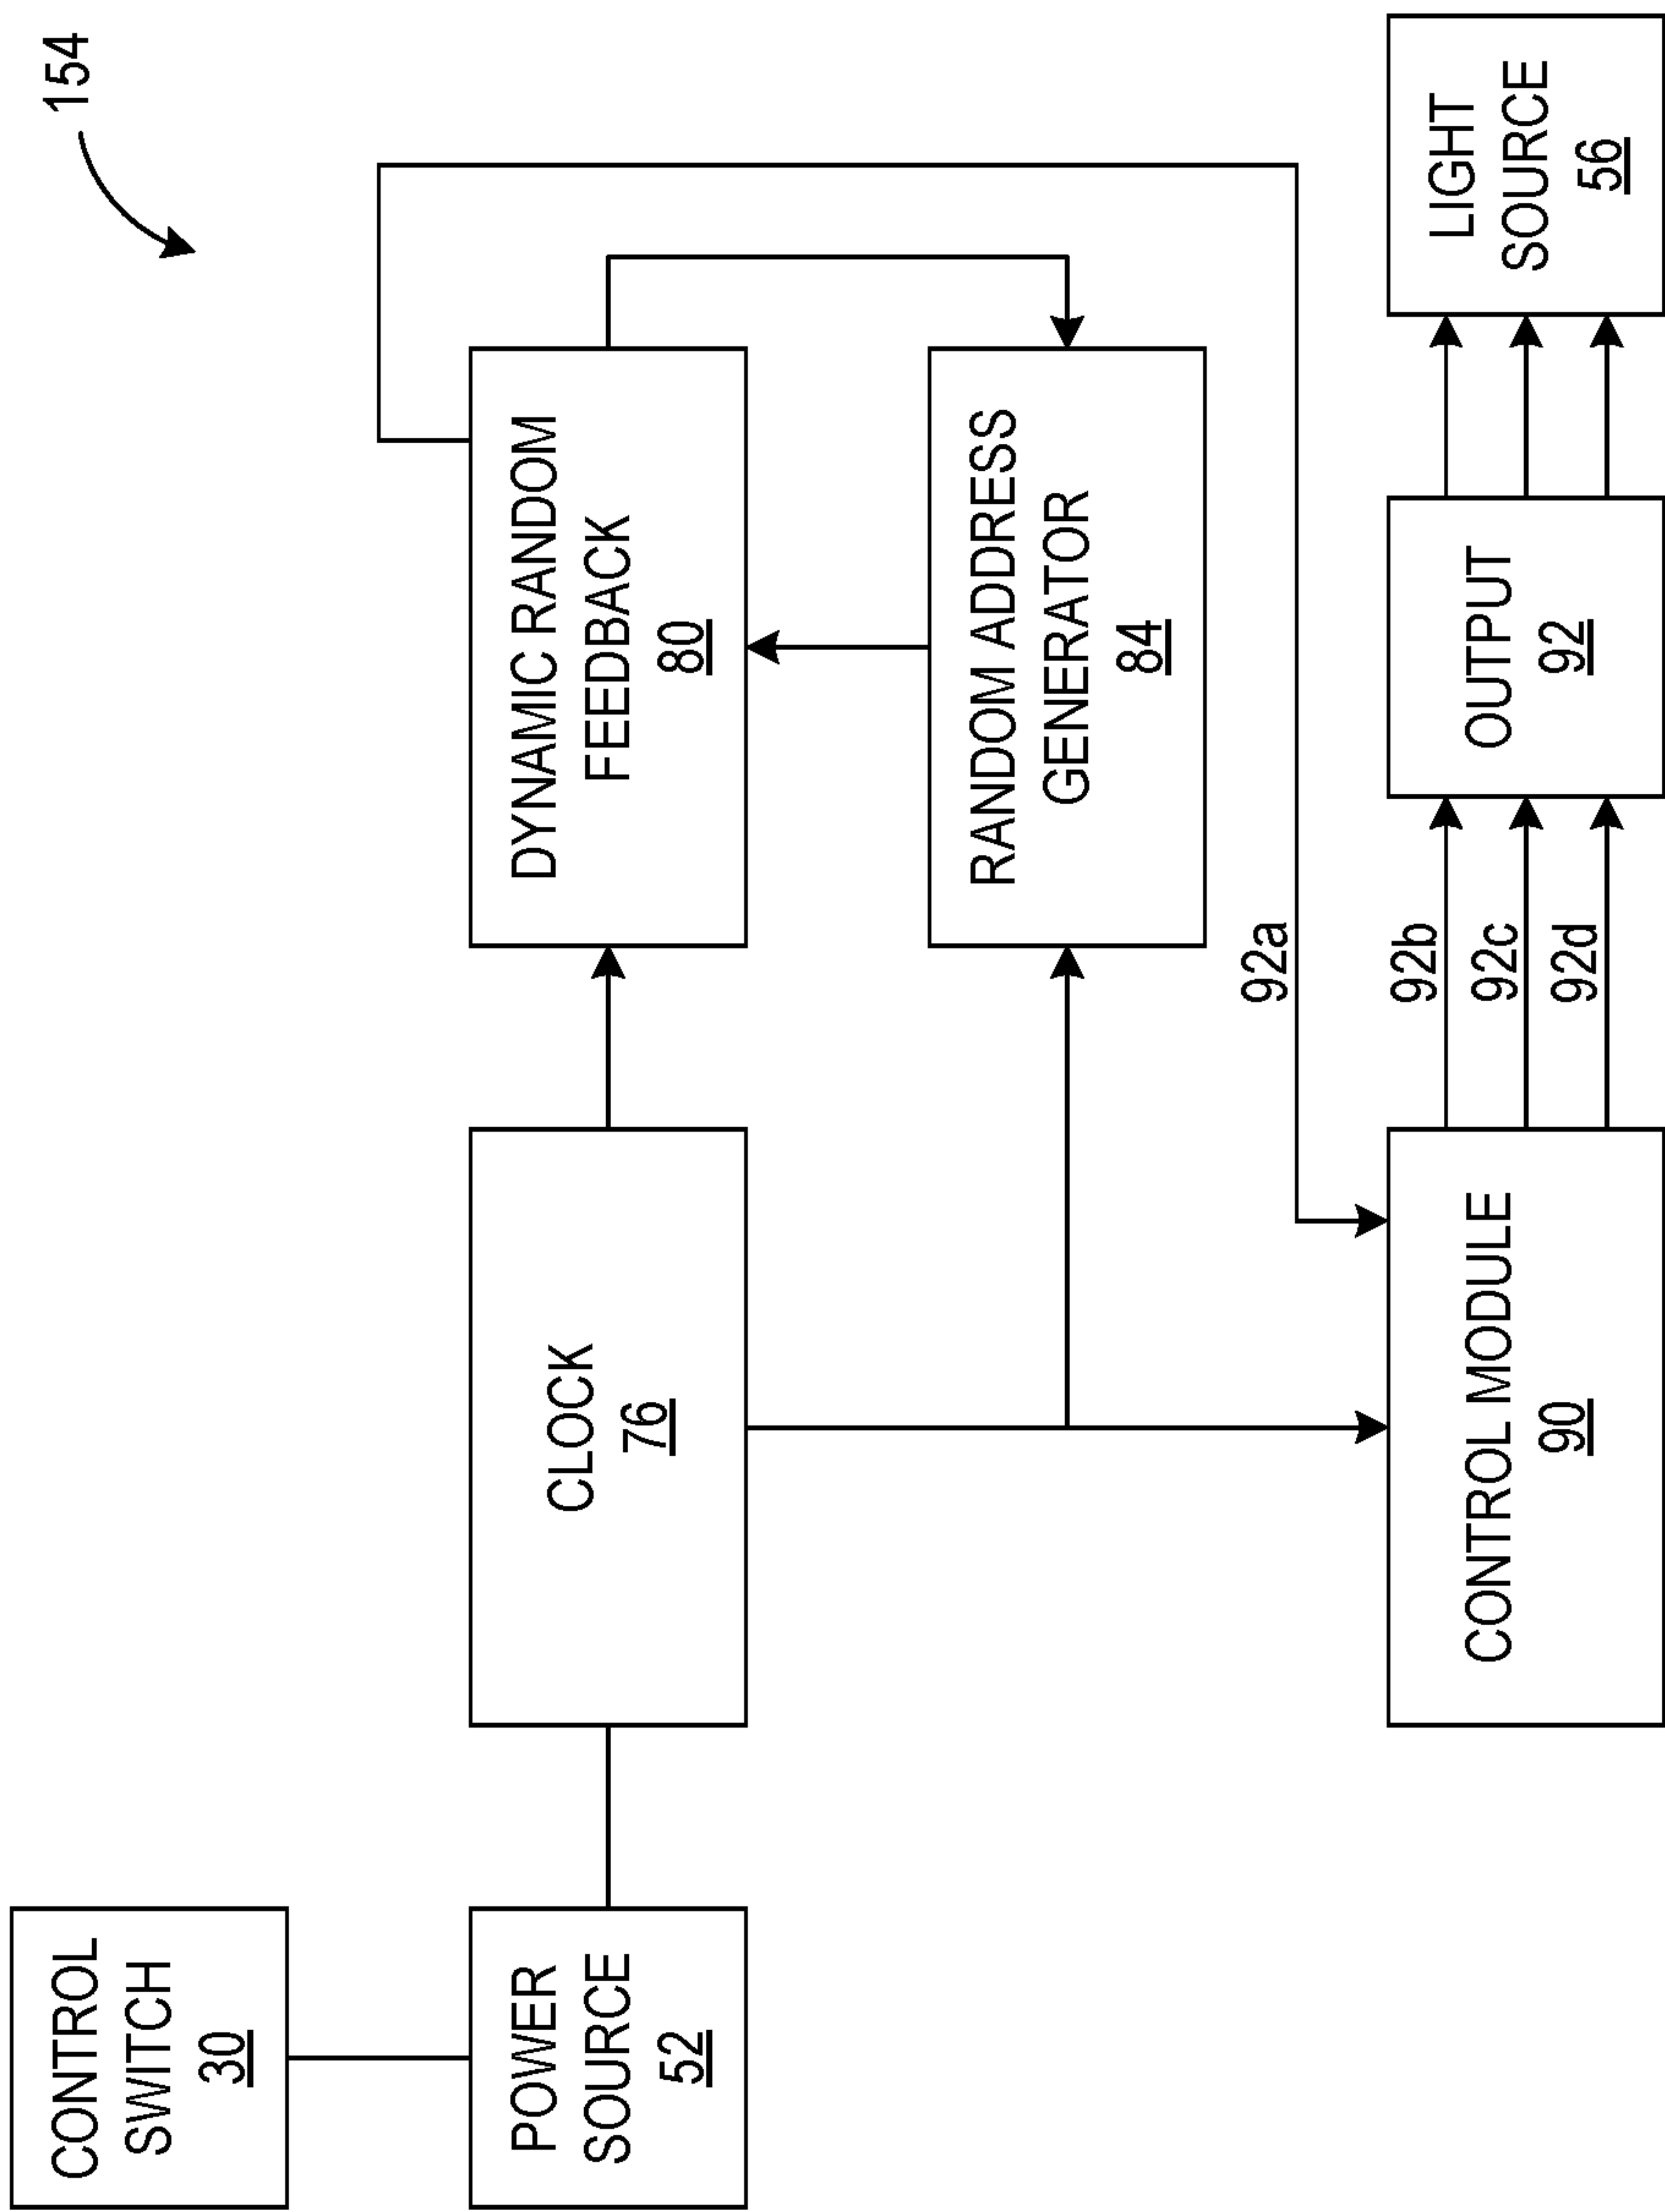 154
CONTROL
SWITCH
30
POWER
SOURCE
52
CLOCK
76
DYNAMIC RANDOM
FEEDBACK
80
RANDOM ADDRESS
GENERATOR
84
92a
CONTROL MODULE
90
92b
92c
92d
OUTPUT
92
LIGHT
SOURCE
56